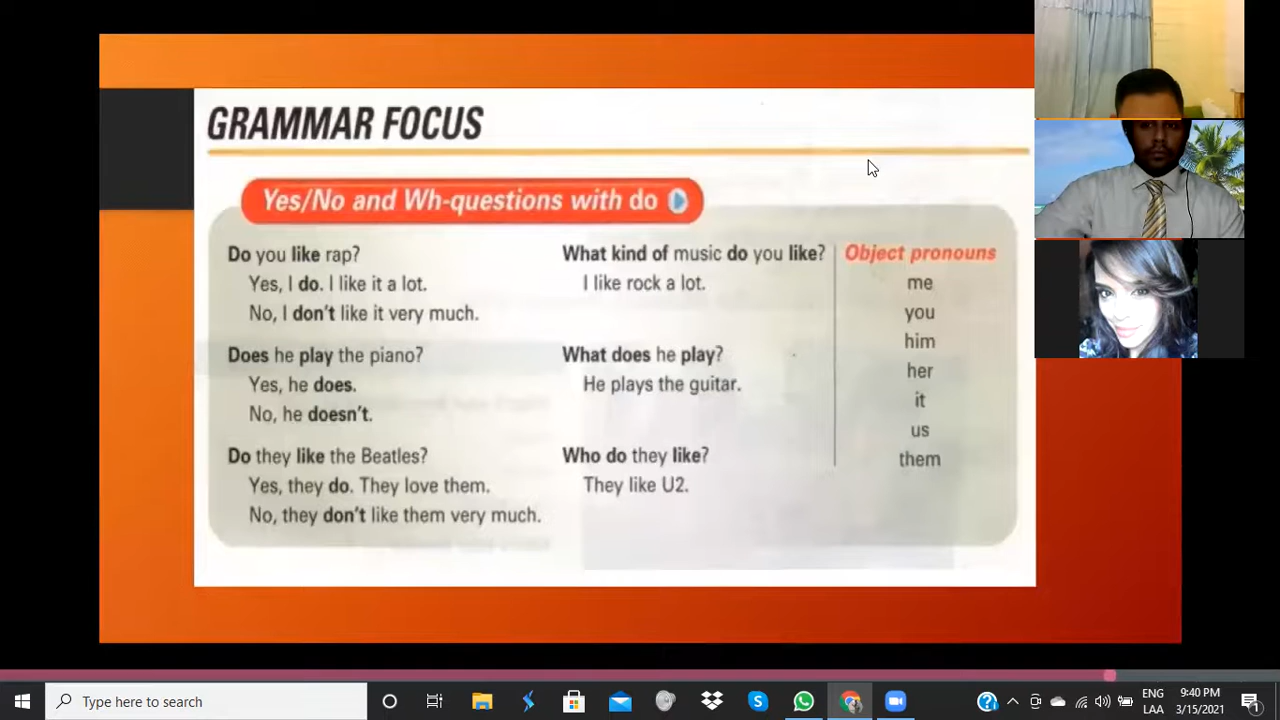 GRAMMAR FOCUS
Yes/No and Wh-questions with do
Do you like rap?
Yes, I do. I like it a lot.
No, I don't like it very much.
Does he play the piano?
Yes, he does.
No, he doesn't.
Do they like the Beatles?
Yes, they do. They love them.
No, they don't like them very much.
What kind of music do you like?
I like rock a lot.
What does he play?
He plays the guitar.
Who do they like?
They like U2.
Object pronouns
me
you
him
her
it
us
them
Type here to search
ENG
LAA
9:40 PM
3/15/2021
1